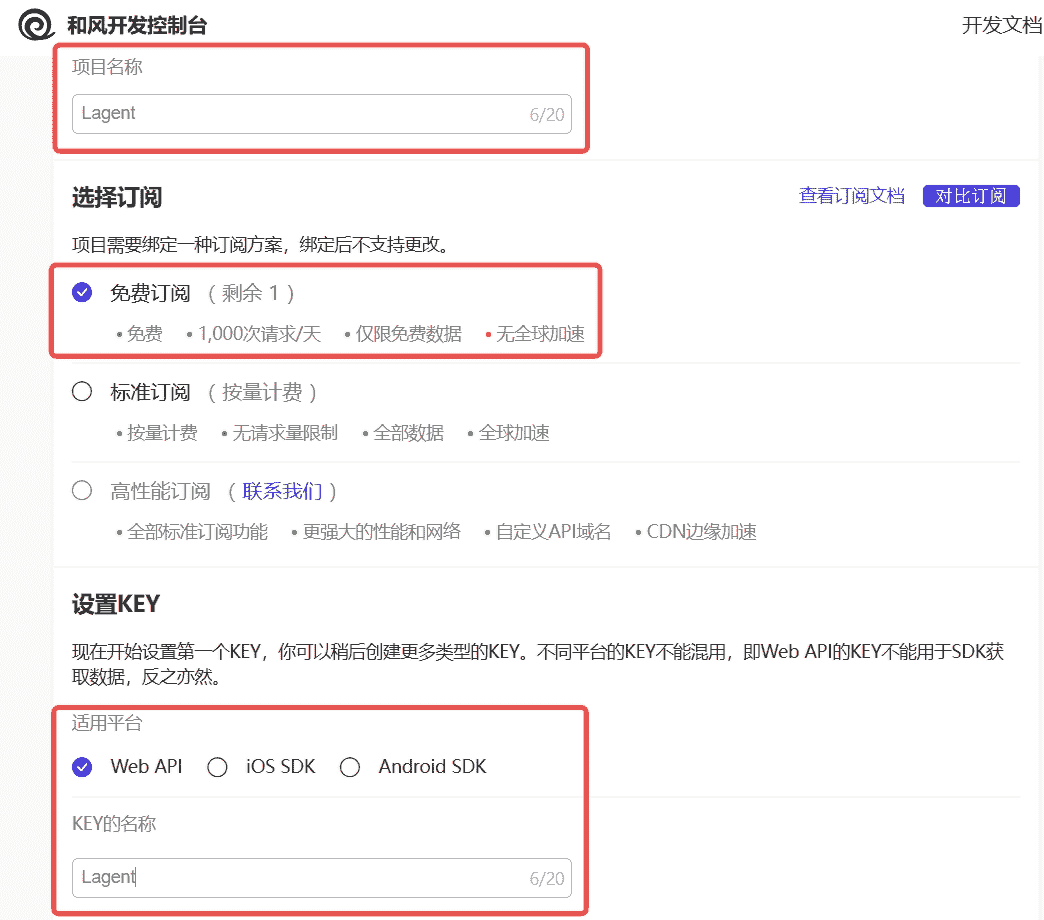 和风开发控制台 开发文档
项目名称
Lagent 6/20
选择订阅 查看订阅文档 对比订阅
项目需要绑定一种订阅方案，绑定后不支持更改。
免费订阅 （ 剩余 1 ）
•免费 •1,000次请求/天 •仅限免费数据 •无全球加速
标准订阅 （ 按量计费 ）
•按量计费 •无请求量限制 •全部数据 •全球加速
高性能订阅 （ 联系我们 ）
•全部标准订阅功能 •更强大的性能和网络 •自定义API域名 •CDN边缘加速
设置KEY
现在开始设置第一个KEY，你可以稍后创建更多类型的KEY。不同平台的KEY不能混用，即Web API的KEY不能用于SDK获
取数据，反之亦然。
适用平台
Web API iOS SDK Android SDK
KEY的名称
Lagent 6/20